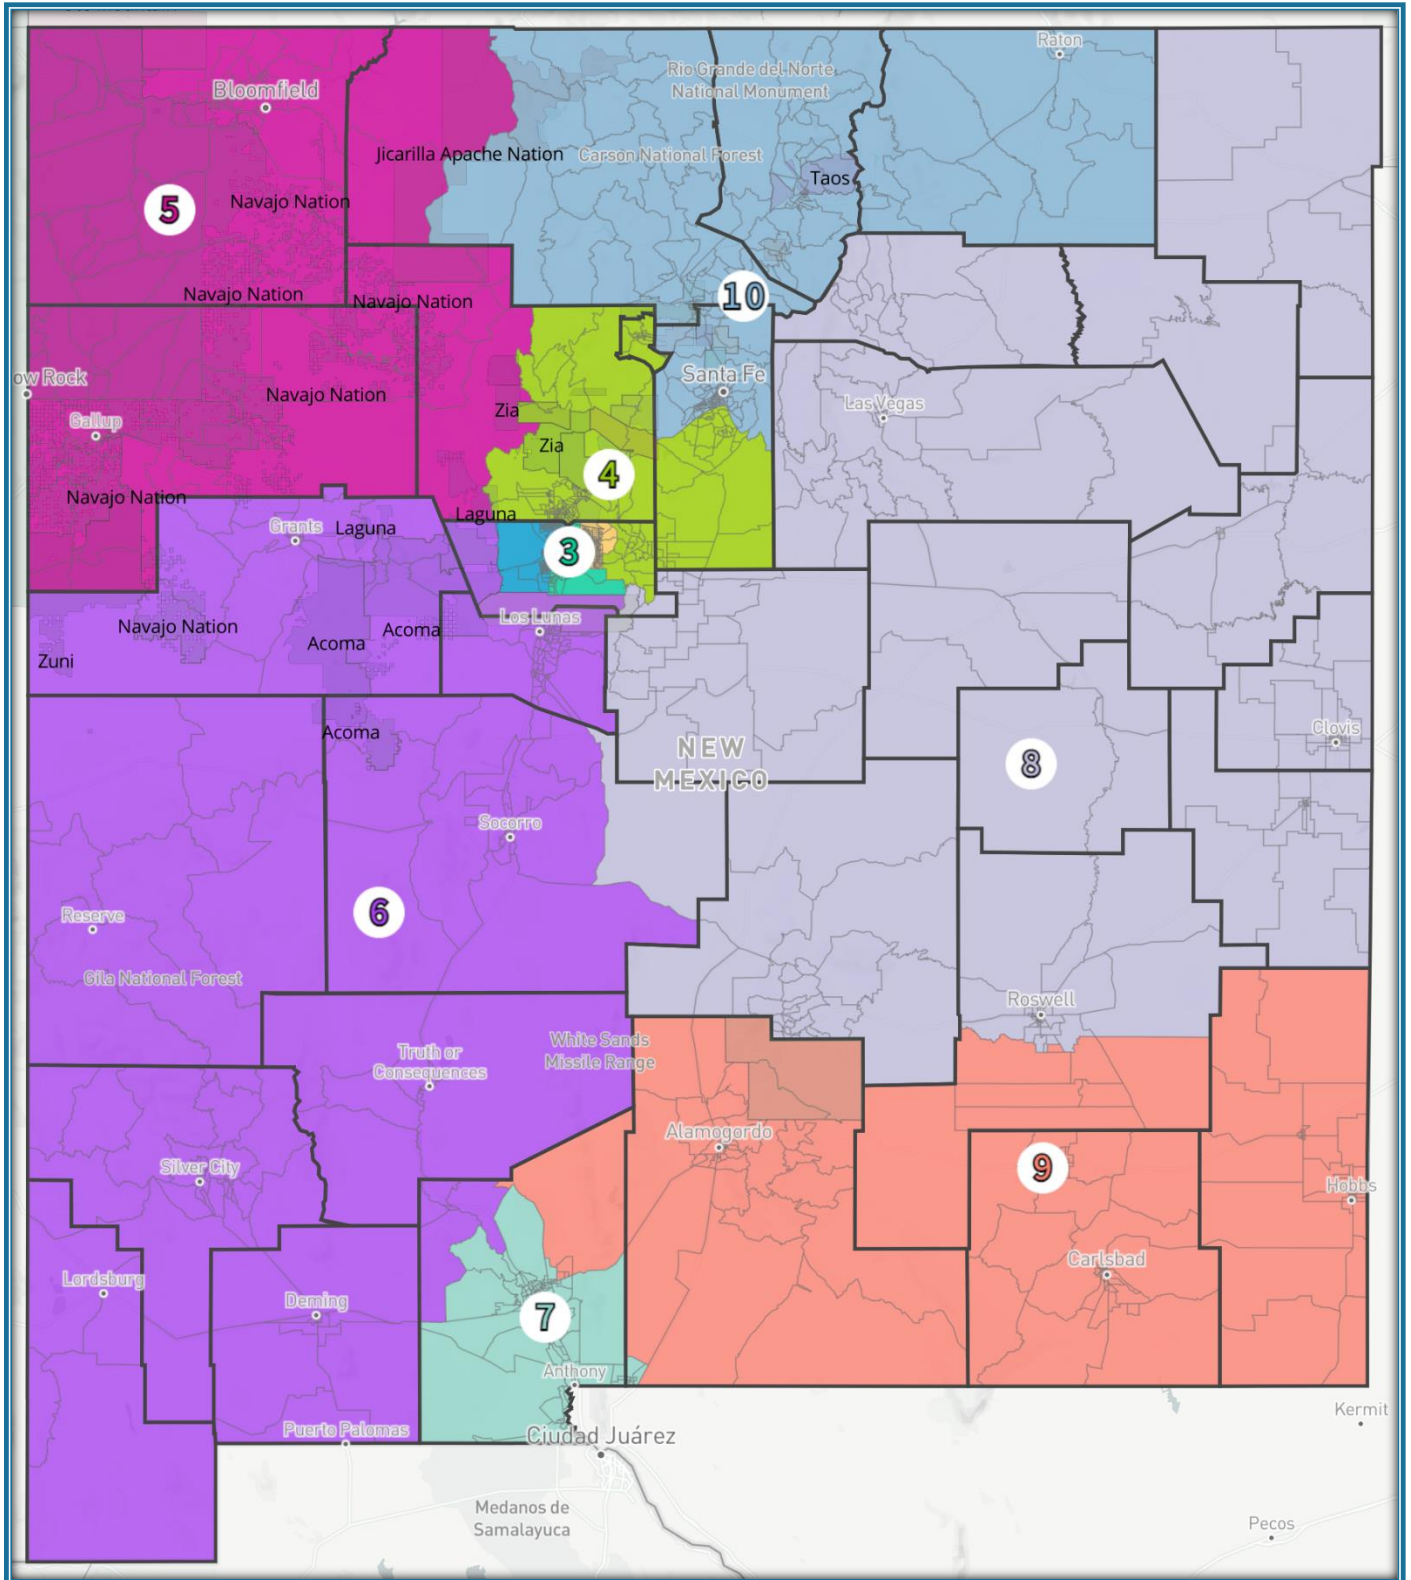 Raton
Rio Grande del Norte
National Monument
Bloomfield
Jicarilla Apache Nation
Carson National Forest
Taos
Navajo Nation
5
Navajo Nation
Navajo Nation
10
ow Rock
Santa Fe
Navajo Nation
Las Vegas
Zia
Gallup
Zia
4
Navajo Nation
Laguna
Grants
Laguna
3
Los Lunas
Navajo Nation
Acoma
Acoma
Zuni
Acoma
Clovis
NEW
MEXICO
8
Socorro
6
Reserve
Gila National Forest
Roswell
White Sands
Missile Range
Truth or
Consequences
Alamogordo
Silver City
9
Hobbs
Carlsbad
Lordsburg
Deming
7
Anthony
Kermit
Puerto Palomas
Ciudad Juárez
Medanos de
Samalayuca
Pecos